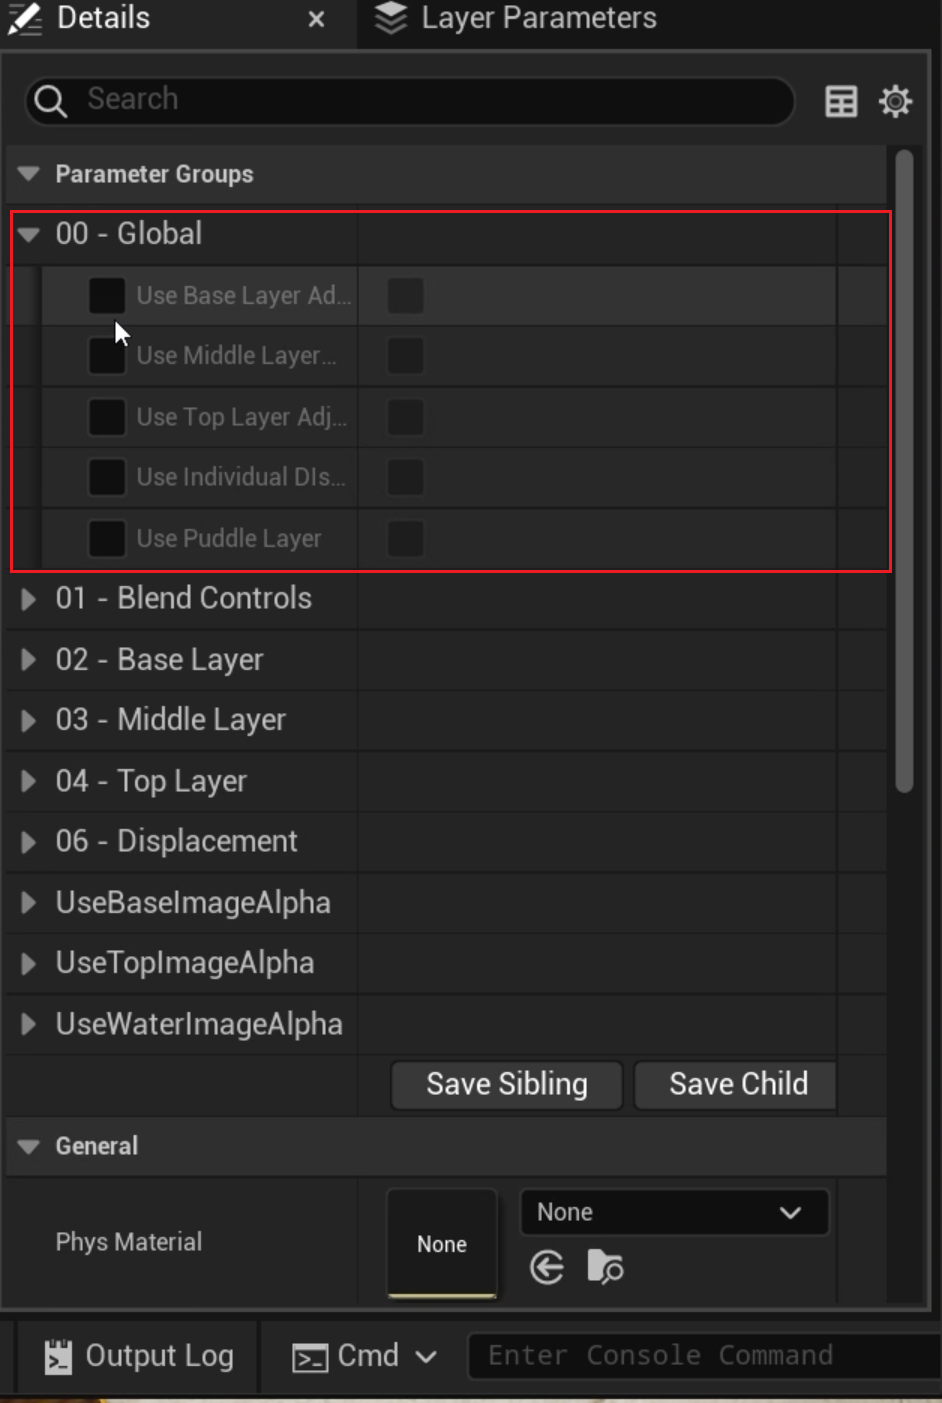 Details
Layer Parameters
Search
Parameter Groups
00 - Global
Use Base Layer Ad...
Use Middle Layer...
Use Top Layer Adj...
Use Individual DIs...
Use Puddle Layer
01 - Blend Controls
02 - Base Layer
03 - Middle Layer
04 - Top Layer
06 - Displacement
UseBaseImageAlpha
UseTopImageAlpha
UseWaterImageAlpha
Save Sibling Save Child
General
Phys Material
None
None
Output Log Cmd Enter Console Command